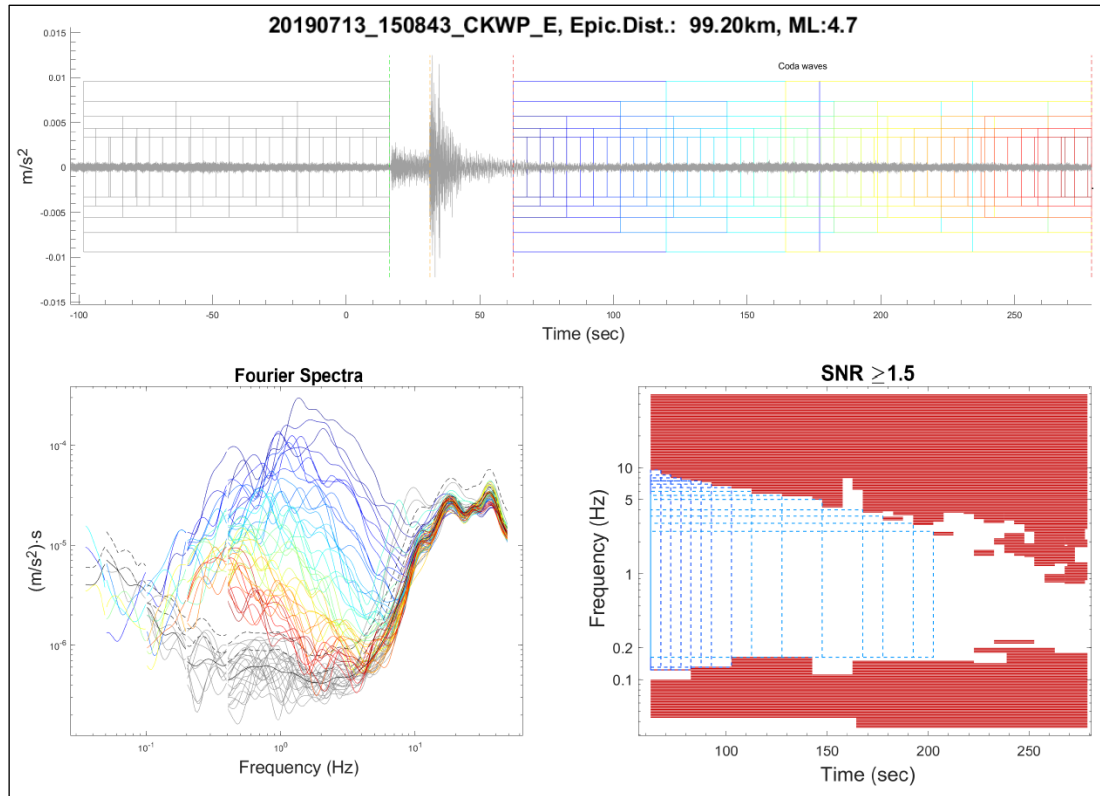 20190713_150843_CKWP_E, Epic.Dist.: 99.20km, ML:4.7
0.015
0.01
0.005
0
-0.005
-0.01
-0.015
m/s²
Coda waves
-100 -50 0 50 100 150 200 250
Time (sec)
Fourier Spectra
10⁻⁴
10⁻⁵
10⁻⁶
(m/s²)·s
10⁻¹ 10⁰ 10¹
Frequency (Hz)
SNR ≥1.5
10
5
1
0.2
0.1
Frequency (Hz)
100 150 200 250
Time (sec)